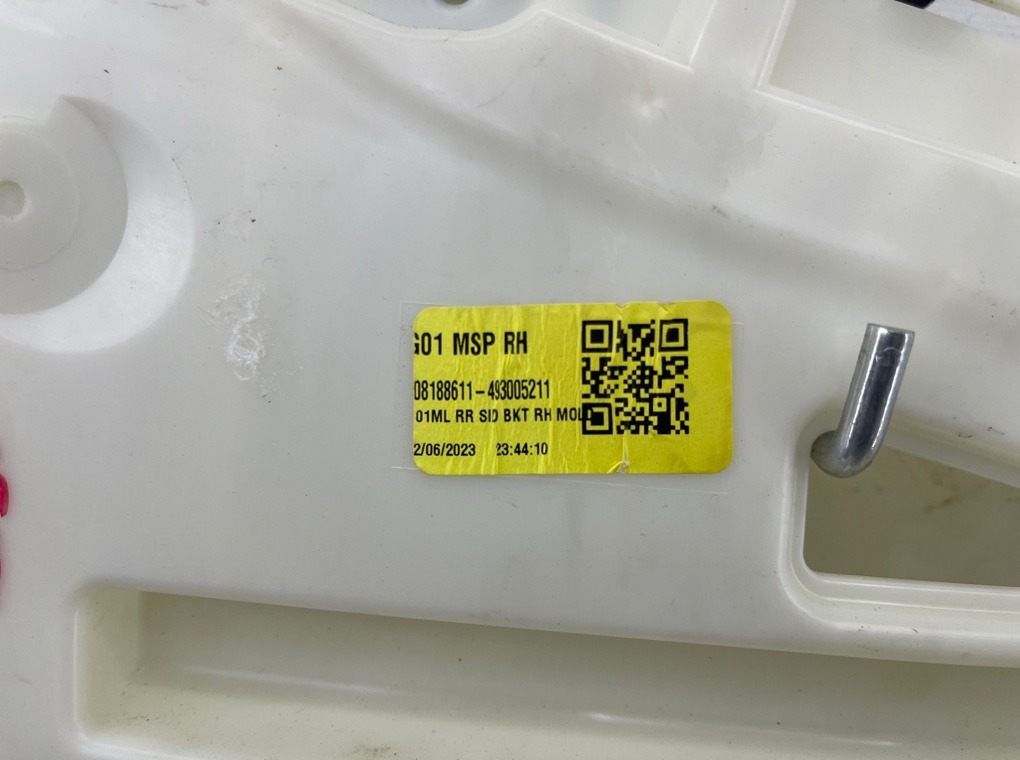 G01 MSP RH
08188611-493005211
01ML RR SID BKT RH MOL
2/06/2023 23:44:10